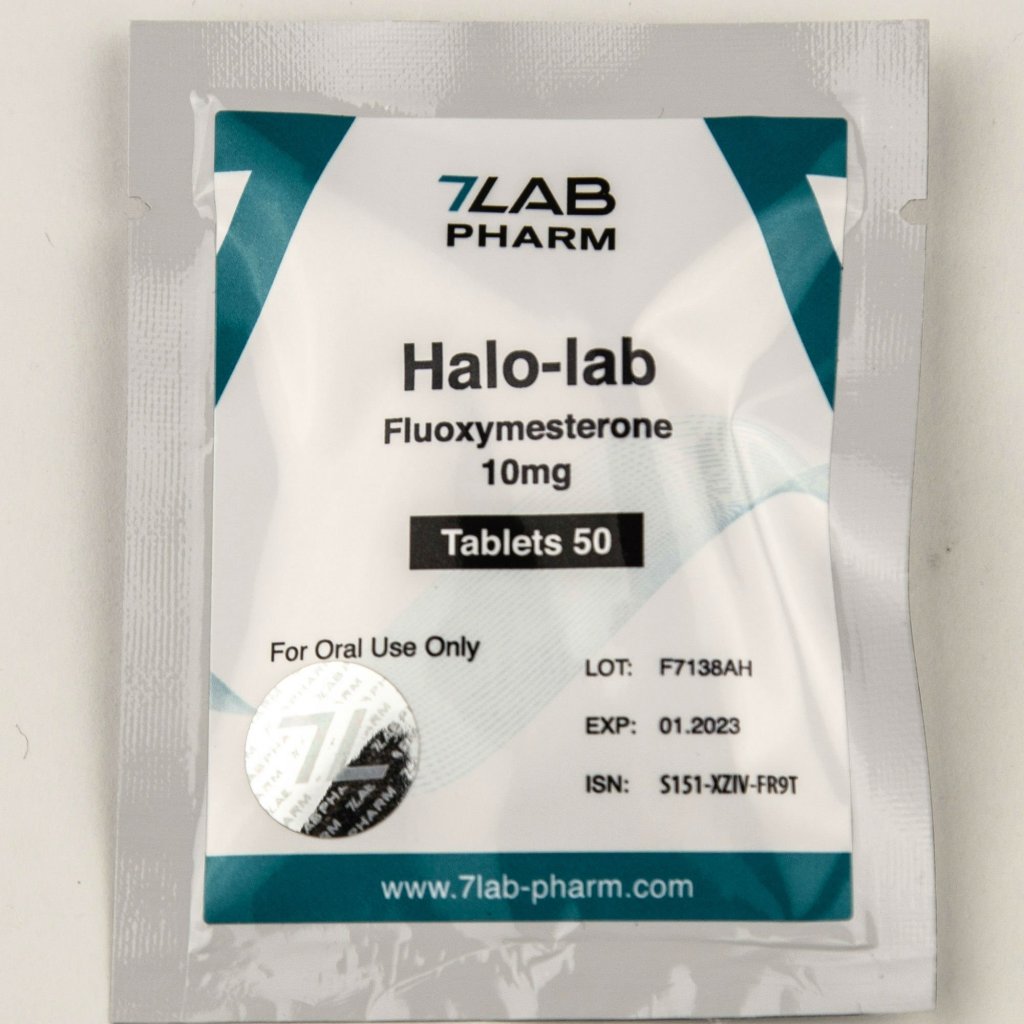 7LAB
PHARM
Halo-lab
Fluoxymesterone
10mg
Tablets 50
For Oral Use Only
LOT: F7138AH
EXP: 01.2023
ISN: S151-XZIV-FR9T
7L
www.7lab-pharm.com